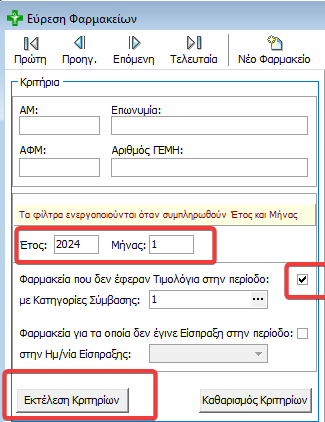 Εύρεση Φαρμακείων
Πρώτη Προηγ. Επόμενη Τελευταία Νέο Φαρμακείο
Κριτήρια
ΑΜ: Επωνυμία:
ΑΦΜ: Αριθμός ΓΕΜΗ:
Τα φίλτρα ενεργοποιούνται όταν συμπληρωθούν Έτος και Μήνας
Έτος: 2024 Μήνας: 1
Φαρμακεία που δεν έφεραν Τιμολόγια στην περίοδο:
με Κατηγορίες Σύμβασης: 1 ...
Φαρμακεία για τα οποία δεν έγινε Είσπραξη στην περίοδο:
στην Ημ/νία Είσπραξης:
Εκτέλεση Κριτηρίων Καθαρισμός Κριτηρίων